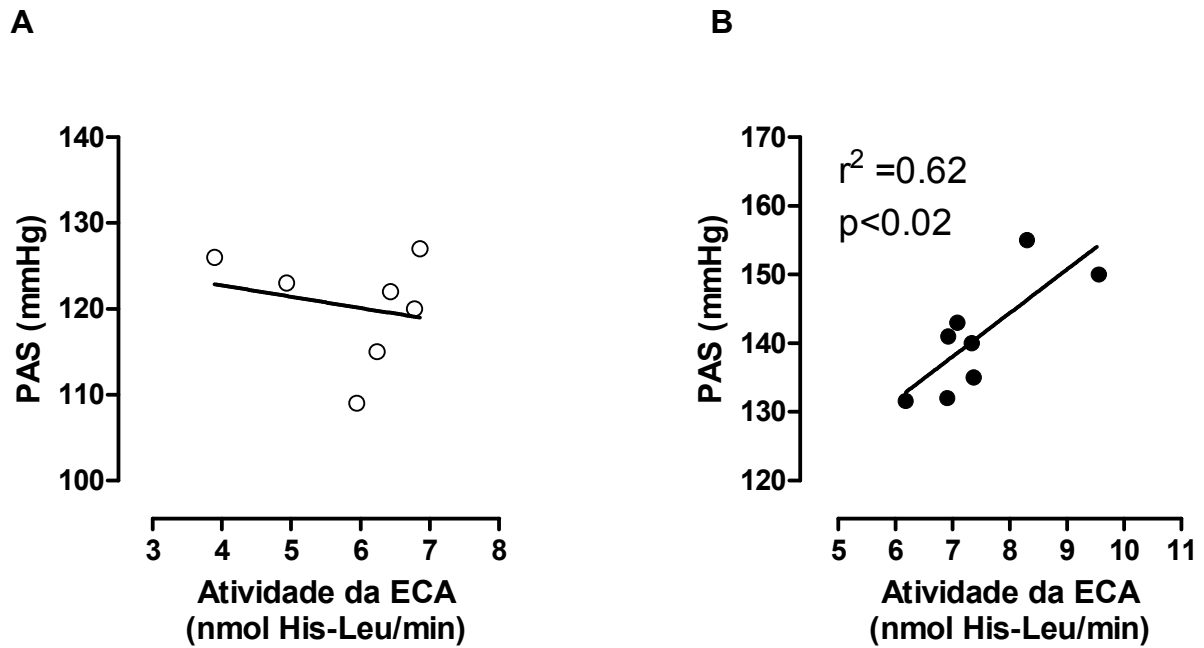 A
140
130
120
110
100
PAS (mmHg)
3 4 5 6 7 8
Atividade da ECA
(nmol His-Leu/min)
B
170
160
150
140
130
120
PAS (mmHg)
r² =0.62
p<0.02
5 6 7 8 9 10 11
Atividade da ECA
(nmol His-Leu/min)